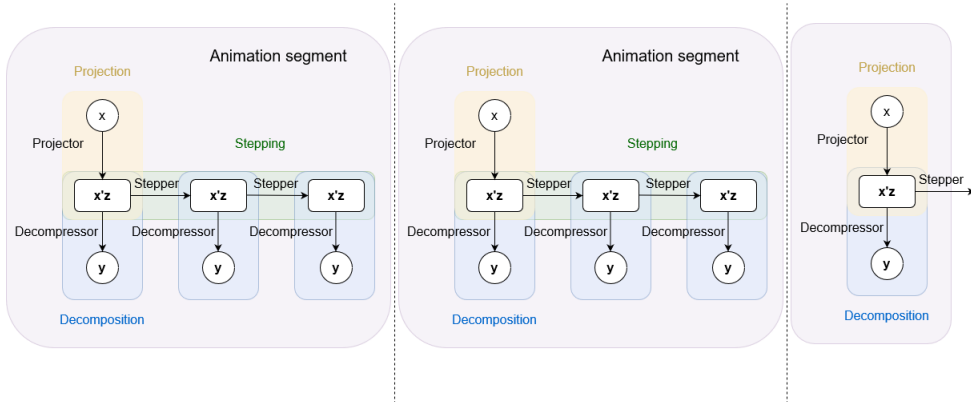 Animation segment
Projection
x
Projector
Stepping
x'z
Stepper
x'z
Stepper
x'z
Decompressor
Decompressor
Decompressor
y
y
y
Decomposition
Animation segment
Projection
x
Projector
Stepping
x'z
Stepper
x'z
Stepper
x'z
Decompressor
Decompressor
Decompressor
y
y
y
Decomposition
Projection
x
Projector
x'z
Stepper
Decompressor
y
Decomposition